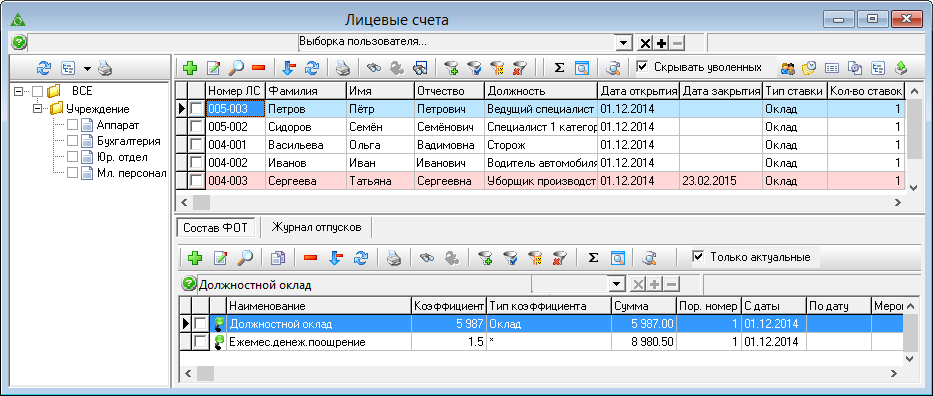 Лицевые счета
Выборка пользователя...
Скрывать уволенных
ВСЕ
Учреждение
Аппарат
Бухгалтерия
Юр. отдел
Мл. персонал
Номер ЛС Фамилия Имя Отчество Должность Дата открытия Дата закрытия Тип ставки Кол-во ставок
005-003 Петров Пётр Петрович Ведущий специалист 01.12.2014 Оклад 1
005-002 Сидоров Семён Семёнович Специалист 1 категор 01.12.2014 Оклад 1
004-001 Васильева Ольга Вадимовна Сторож 01.12.2014 Оклад 1
004-002 Иванов Иван Иванович Водитель автомобиля 01.12.2014 Оклад 1
004-003 Сергеева Татьяна Сергеевна Уборщик производст 01.12.2014 23.02.2015 Оклад 1
Состав ФОТ Журнал отпусков
Только актуальные
Должностной оклад
Наименование Коэффициент Тип коэффициента Сумма Пор. номер С даты По дату Меро
Должностной оклад 5 987 Оклад 5 987.00 1 01.12.2014
Ежемес.денеж.поощрение 1.5 * 8 980.50 1 01.12.2014